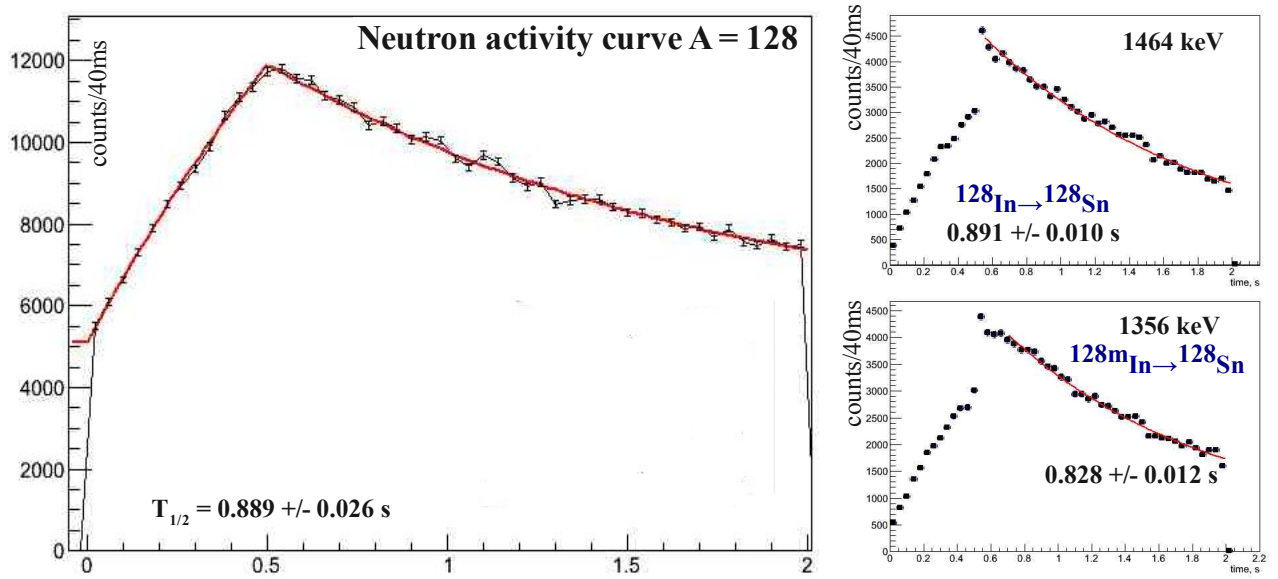 Neutron activity curve A = 128
counts/40ms
12000
10000
8000
6000
4000
2000
0
T1/2 = 0.889 +/- 0.026 s
0 0.5 1 1.5 2
1464 keV
counts/40ms
4500
4000
3500
3000
2500
2000
1500
1000
500
0
128In→128Sn
0.891 +/- 0.010 s
0 0.2 0.4 0.6 0.8 1 1.2 1.4 1.6 1.8 2 2.2
time, s
1356 keV
128mIn→128Sn
counts/40ms
4500
4000
3500
3000
2500
2000
1500
1000
500
0
0.828 +/- 0.012 s
0 0.2 0.4 0.6 0.8 1 1.2 1.4 1.6 1.8 2 2.2
time, s